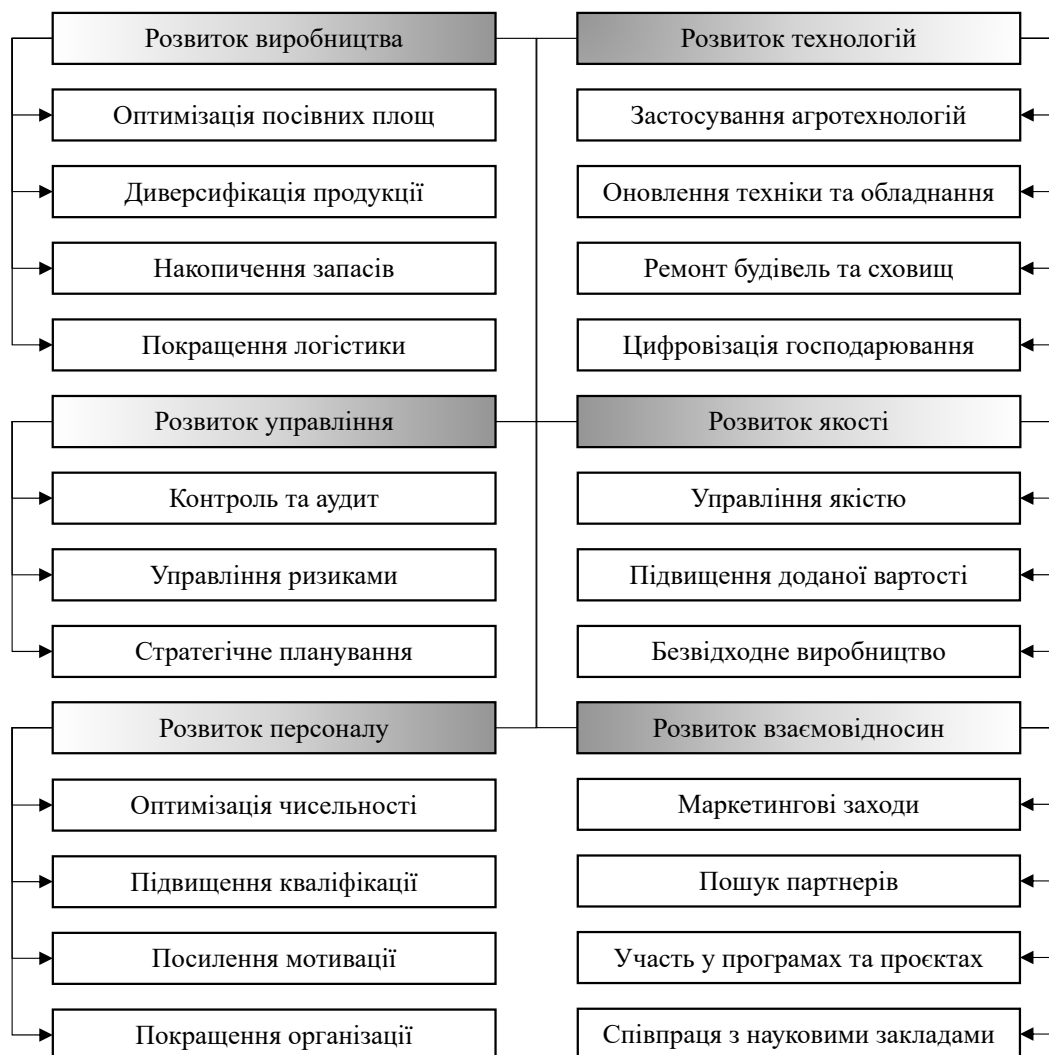 Розвиток виробництва
Оптимізація посівних площ
Диверсифікація продукції
Накопичення запасів
Покращення логістики
Розвиток технологій
Застосування агротехнологій
Оновлення техніки та обладнання
Ремонт будівель та сховищ
Цифровізація господарювання
Розвиток управління
Контроль та аудит
Управління ризиками
Стратегічне планування
Розвиток якості
Управління якістю
Підвищення доданої вартості
Безвідходне виробництво
Розвиток персоналу
Оптимізація чисельності
Підвищення кваліфікації
Посилення мотивації
Покращення організації
Розвиток взаємовідносин
Маркетингові заходи
Пошук партнерів
Участь у програмах та проєктах
Співпраця з науковими закладами